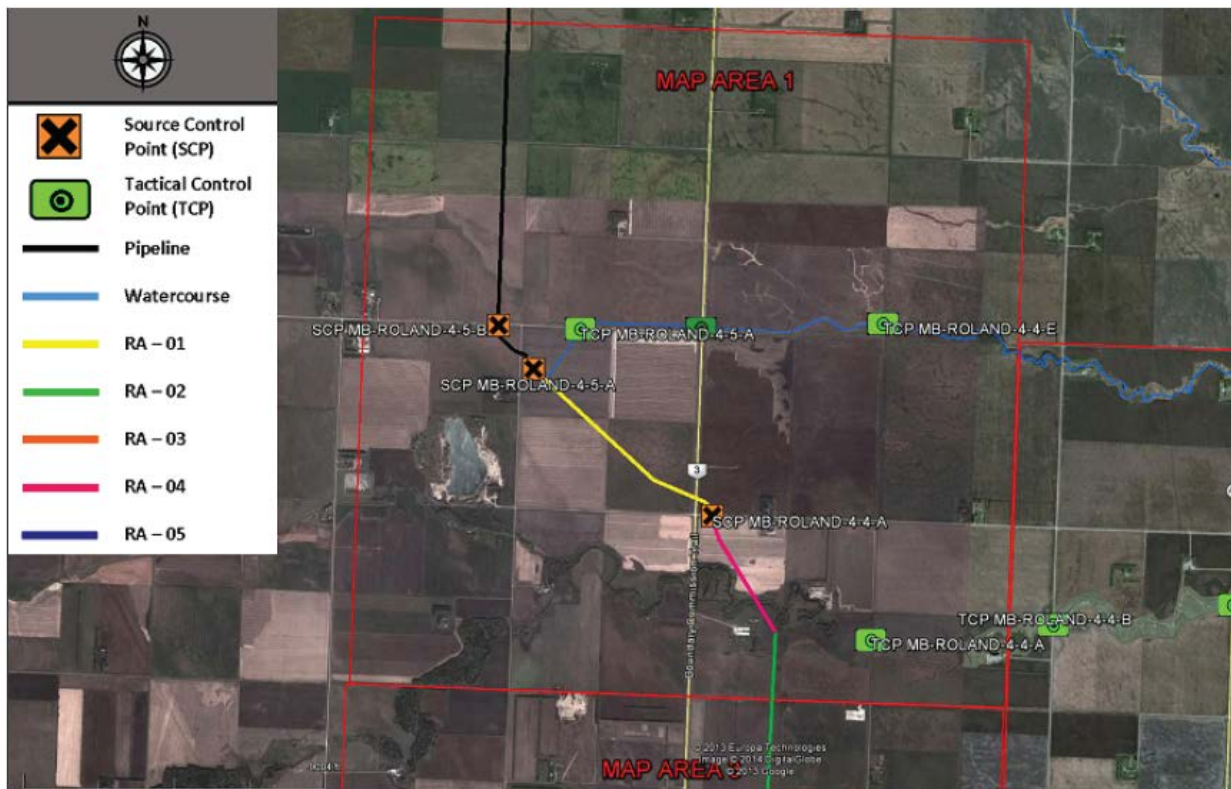 N
Source Control
Point (SCP)
Tactical Control
Point (TCP)
Pipeline
Watercourse
RA – 01
RA – 02
RA – 03
RA – 04
RA – 05
MAP AREA 1
SCP MB-ROLAND-4-5-B
TCP MB-ROLAND-4-5-A
TCP MB-ROLAND-4-4-E
SCP MB-ROLAND-4-5-A
3
SCP MB-ROLAND-4-4-A
Boundary Commission Trail
TCP MB-ROLAND-4-4-B
TCP MB-ROLAND-4-4-A
© 2013 Europa Technologies
Image © 2014 DigitalGlobe
© 2013 Google
MAP AREA